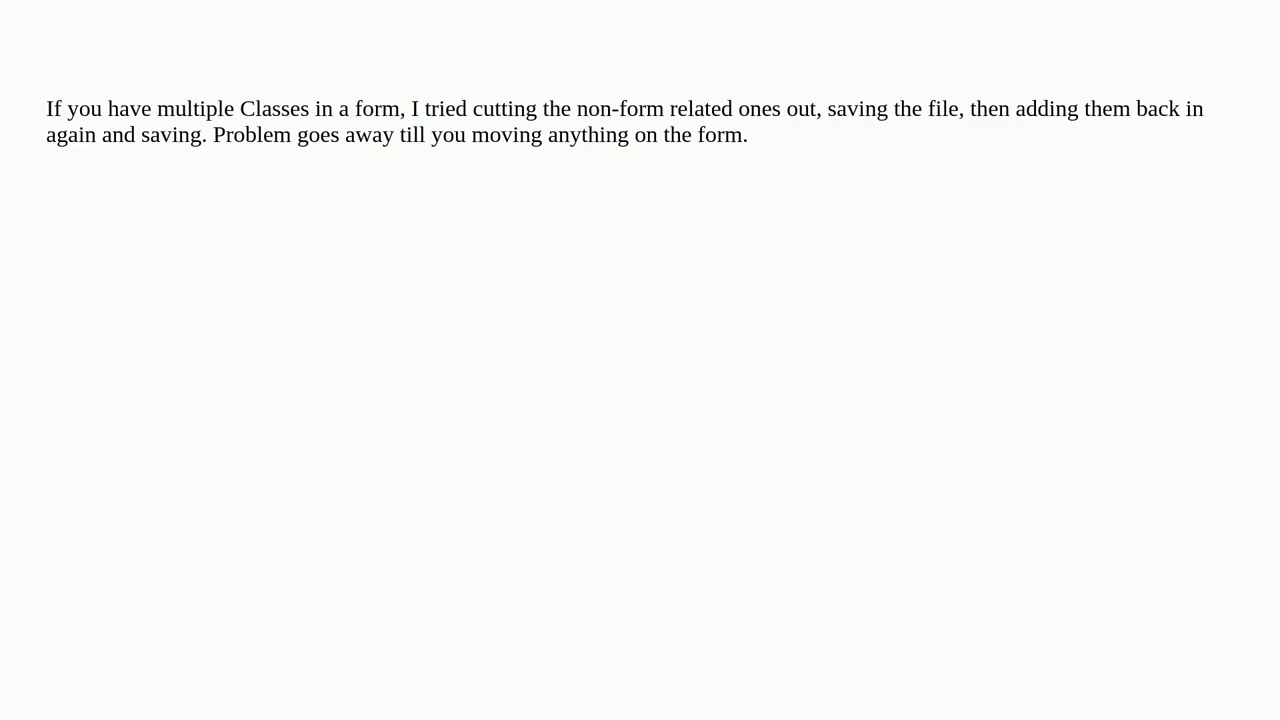 If you have multiple Classes in a form, I tried cutting the non-form related ones out, saving the file, then adding them back in
again and saving. Problem goes away till you moving anything on the form.